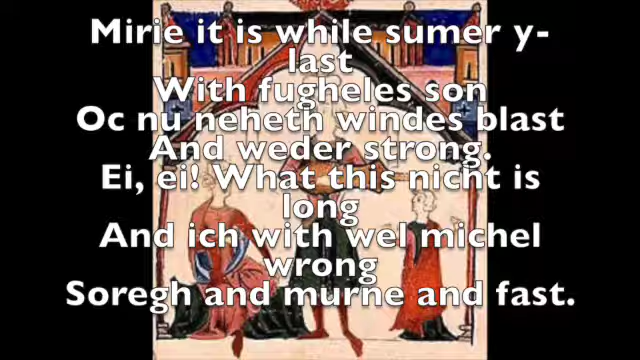 Mirie it is while sumer y-
last
With fugheles son
Oc nu neheth windes blast
And weder strong.
Ei, ei! What this nicht is
long
And ich with wel michel
wrong
Soregh and murne and fast.